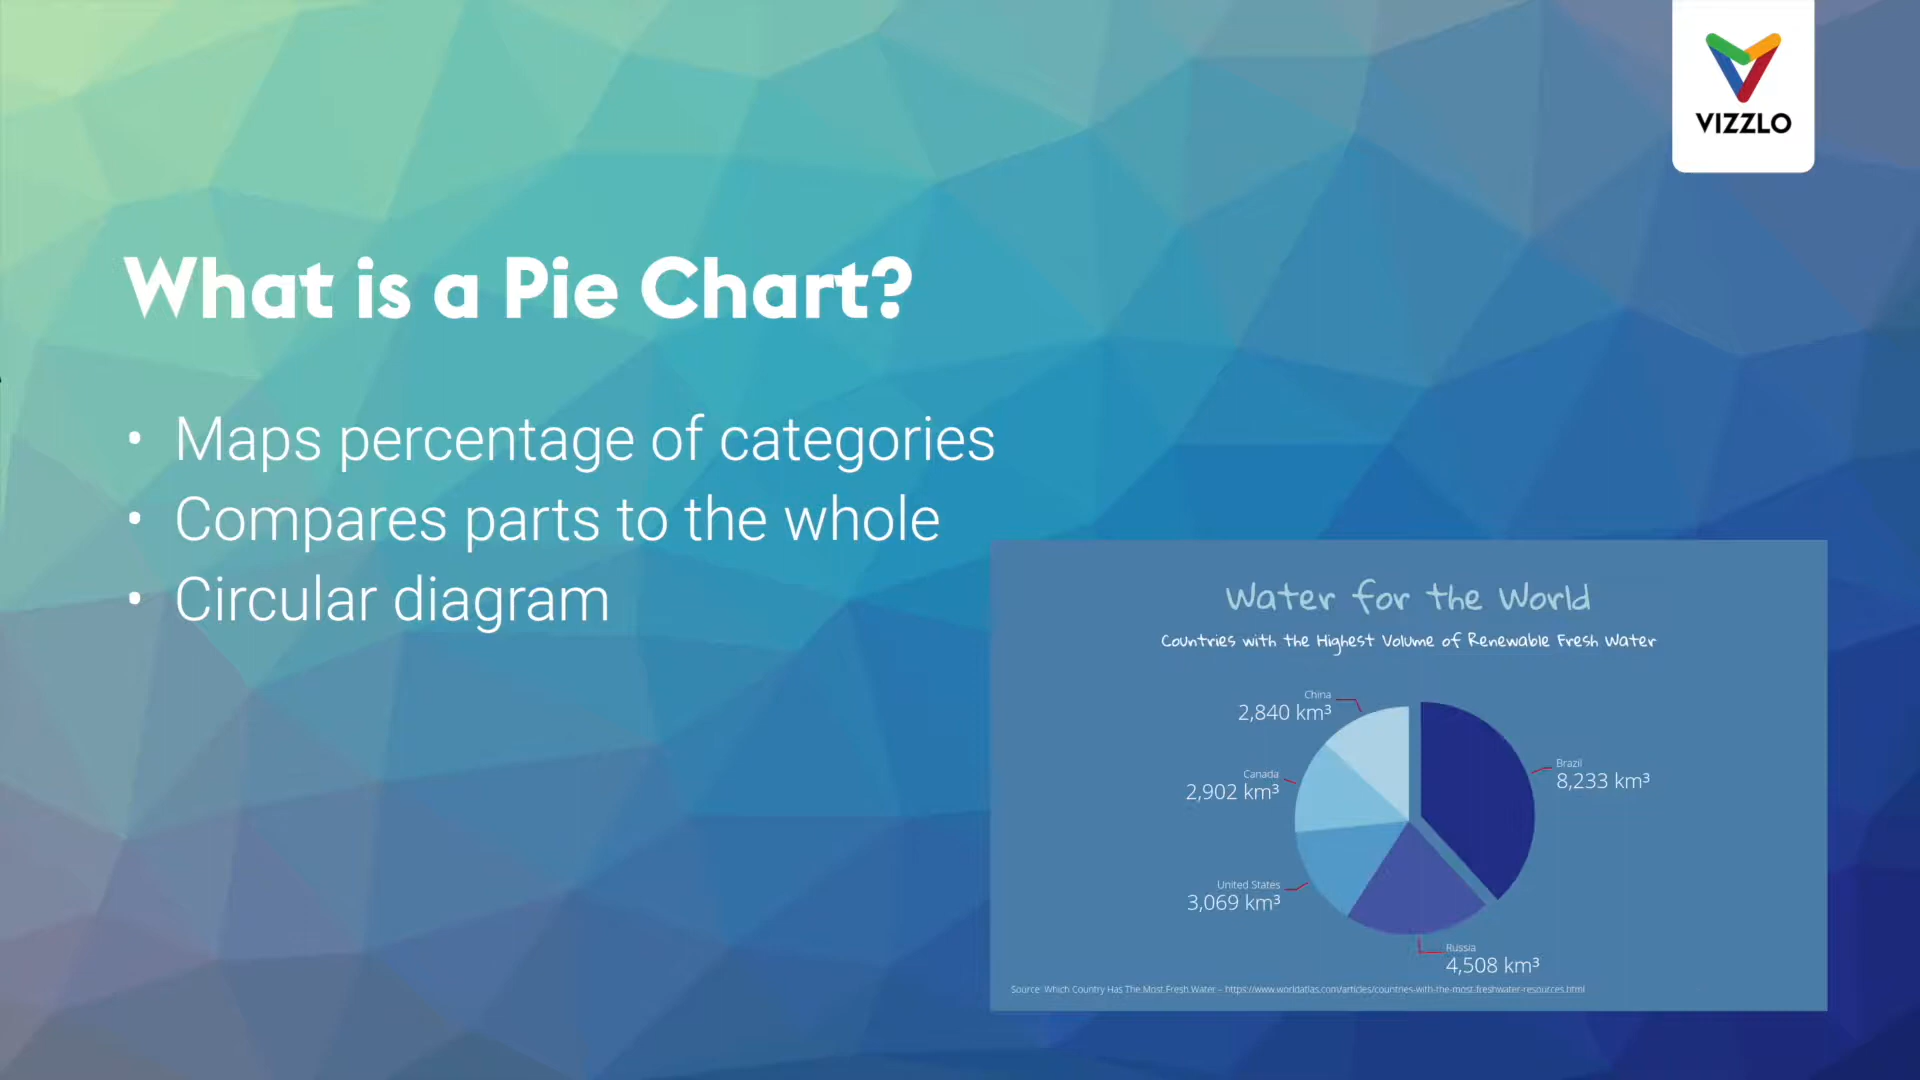 VIZZLO
What is a Pie Chart?
• Maps percentage of categories
• Compares parts to the whole
• Circular diagram
Water for the World
Countries with the Highest Volume of Renewable Fresh Water
China
2,840 km³
Brazil
8,233 km³
Canada
2,902 km³
United States
3,069 km³
Russia
4,508 km³
Source: Which Country Has The Most Fresh Water – https://www.worldatlas.com/articles/countries-with-the-most-freshwater-resources.html